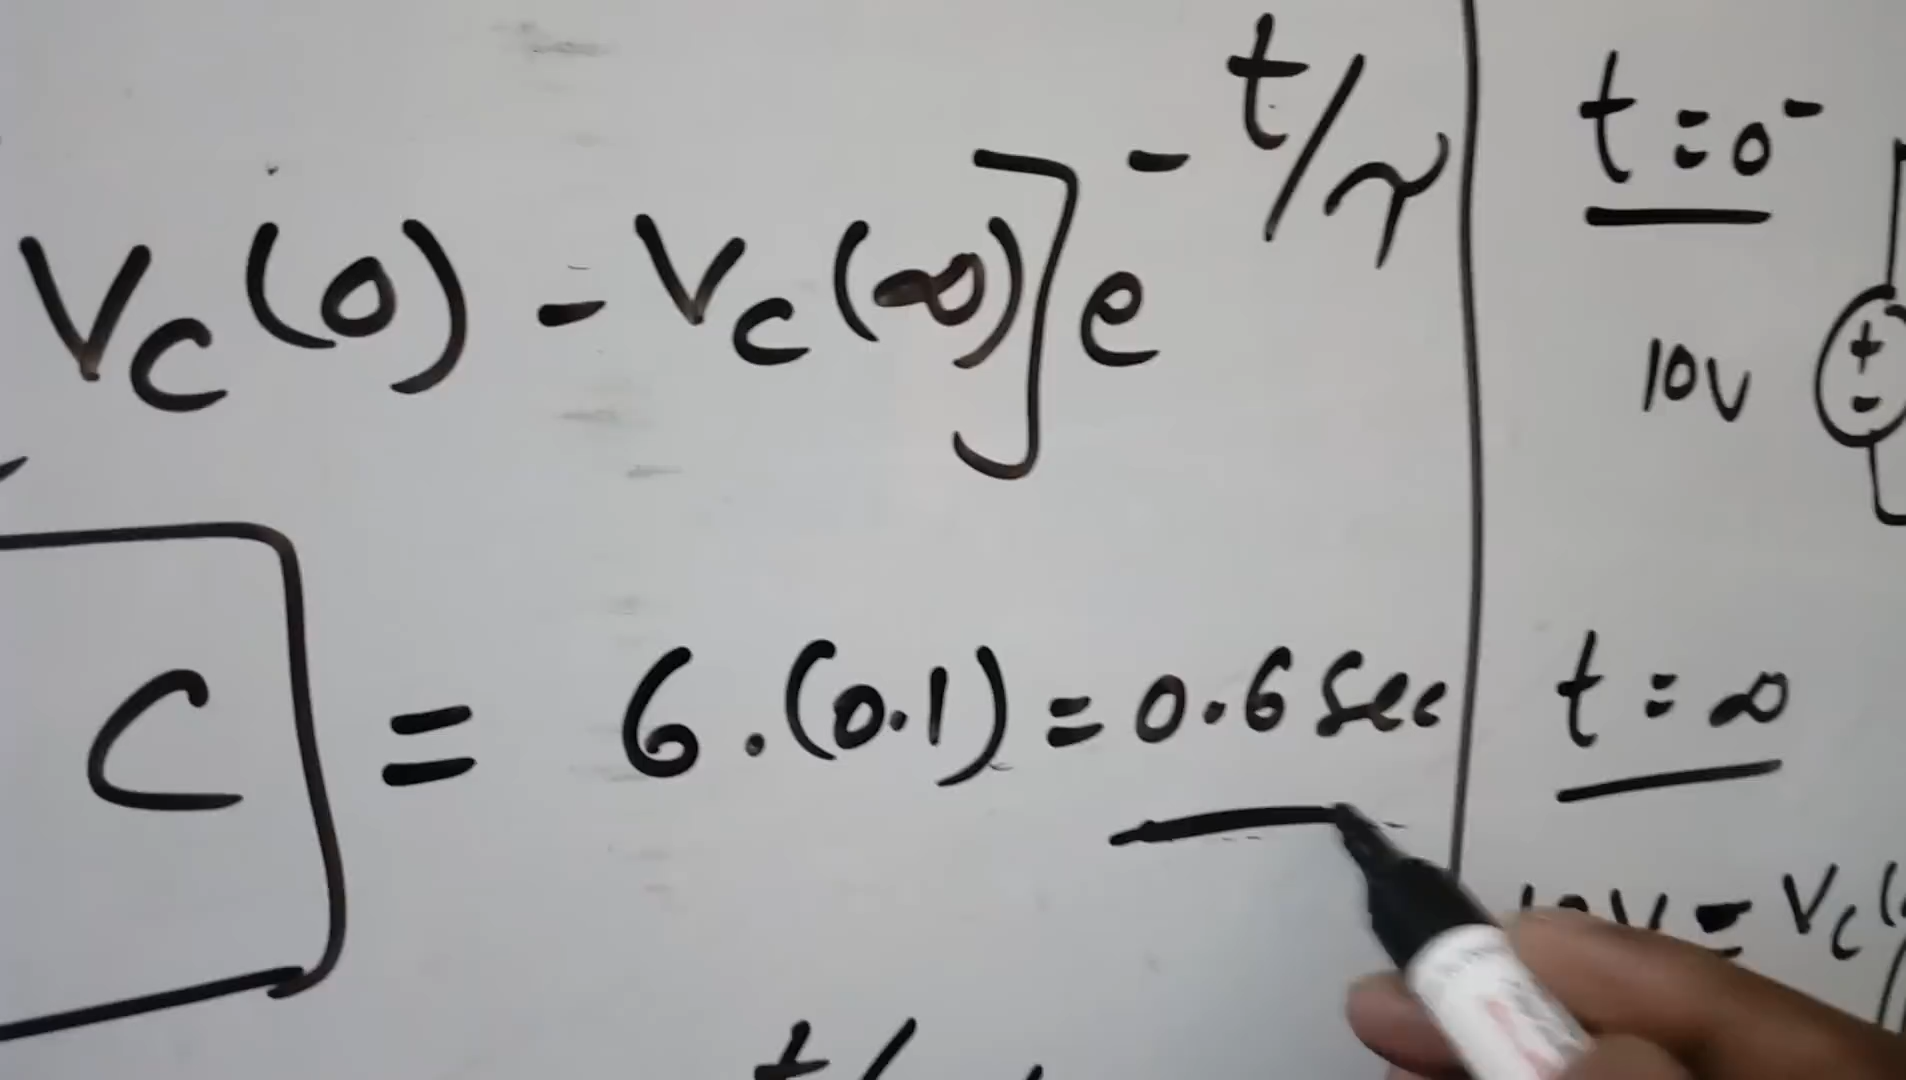 Vc(0) - Vc(∞)]e^-t/τ
C = 6.(0.1) = 0.6 sec
t/
t = 0⁻
10V
+
-
t = ∞
= Vc(